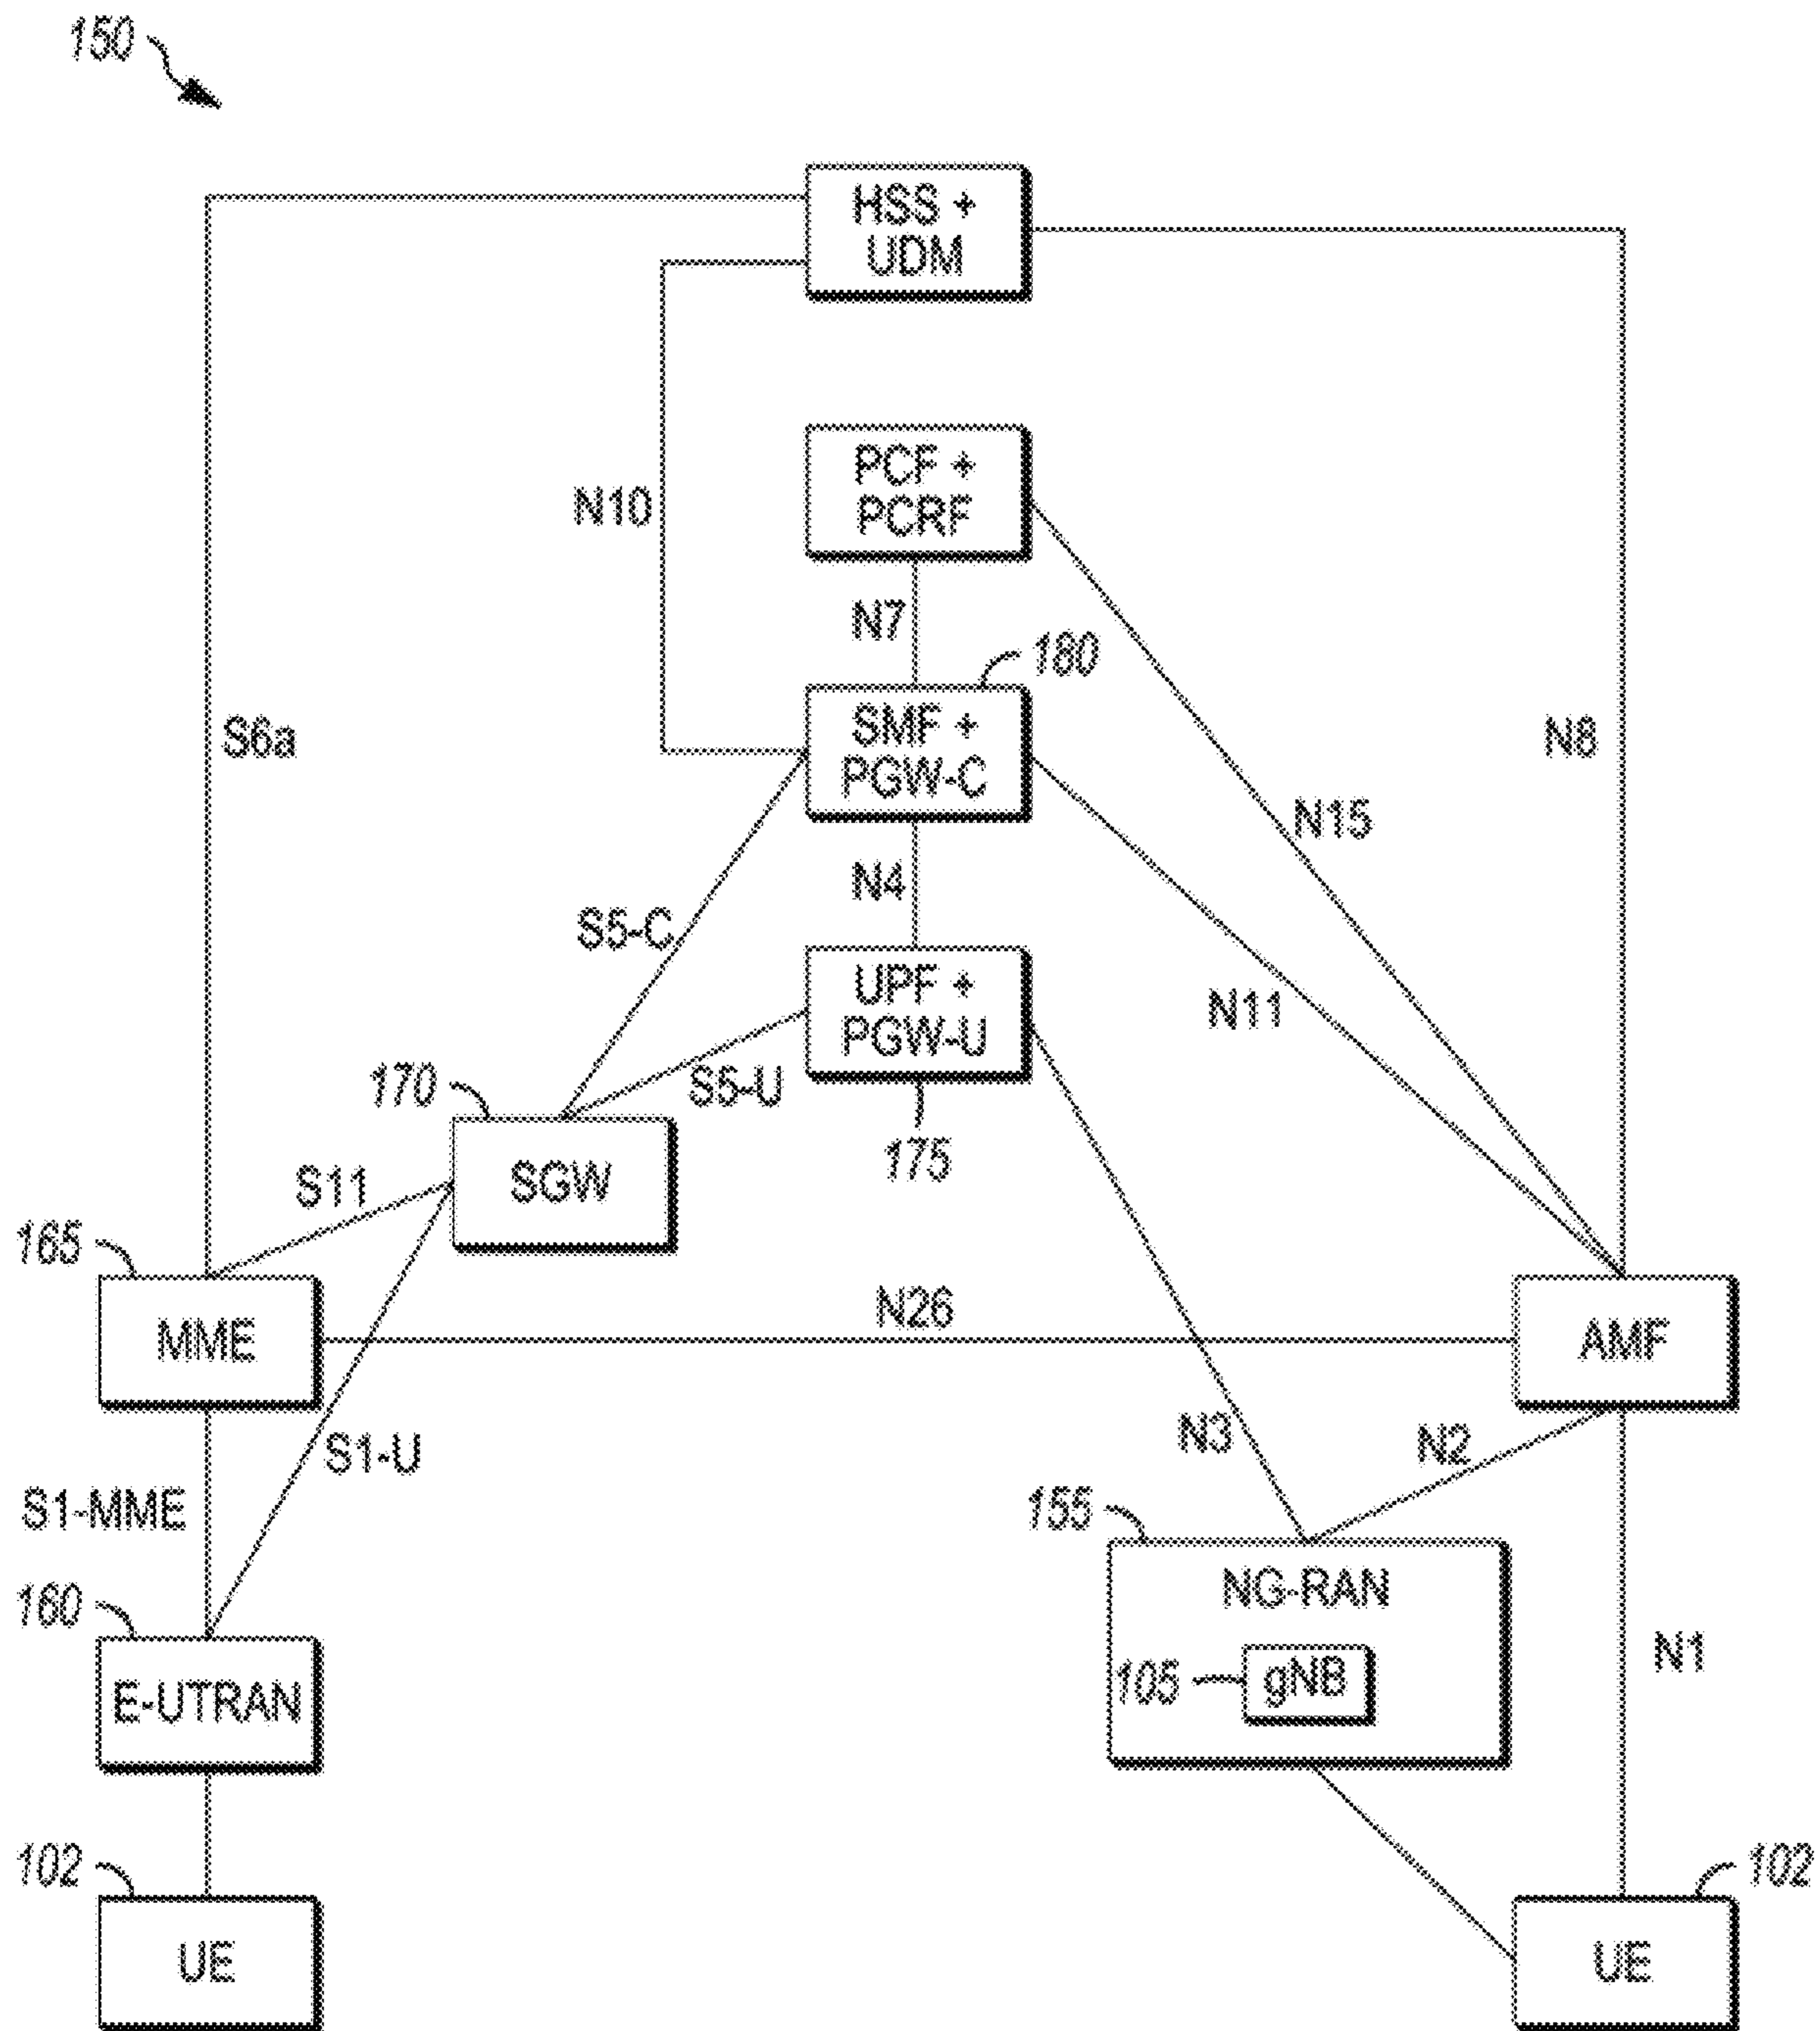 150
HSS +
UDM
PCF +
PCRF
N10
N7
180
SMF +
PGW-C
S6a
N8
N15
N4
S5-C
UPF +
PGW-U
N11
170
S5-U
175
SGW
S11
165
MME
N26
AMF
S1-U
N3
N2
S1-MME
155
NG-RAN
160
E-UTRAN
105
gNB
N1
102
UE
102
UE